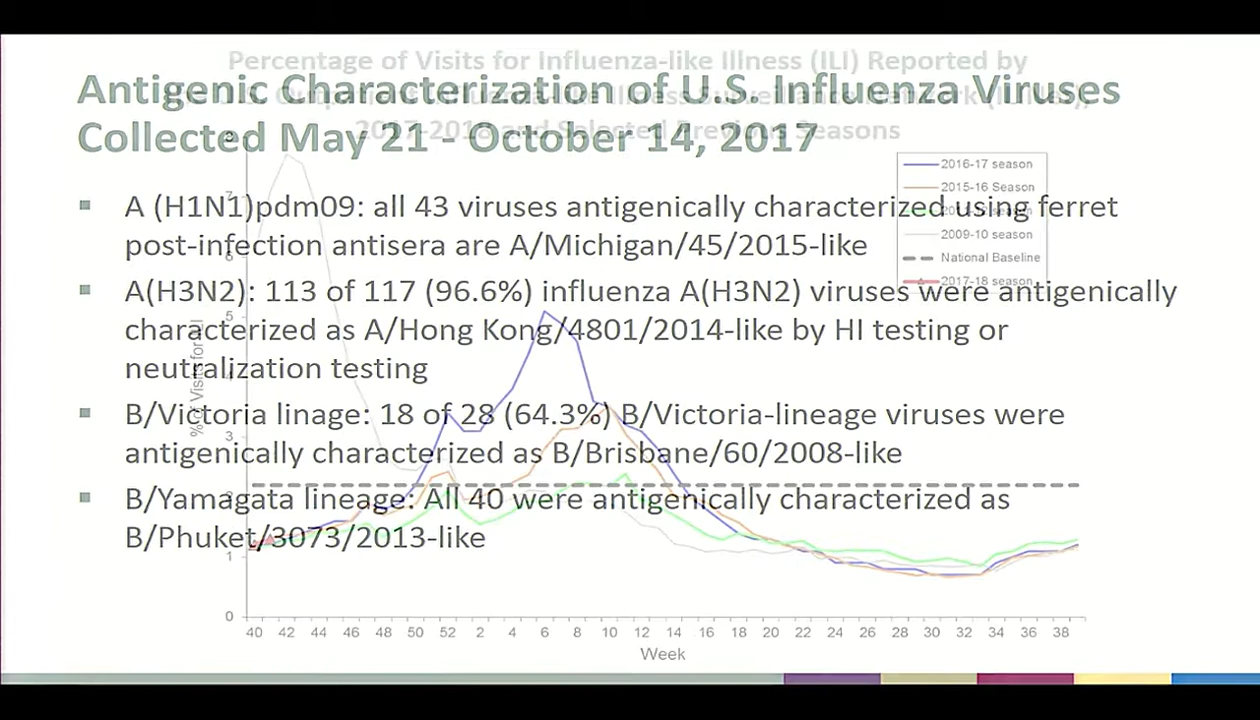 Percentage of Visits for Influenza-like Illness (ILI) Reported by
Antigenic Characterization of U.S. Influenza Viruses
Collected May 21 - October 14, 2017
2017-2018 and Selected Previous Seasons
▪ A (H1N1)pdm09: all 43 viruses antigenically characterized using ferret
post-infection antisera are A/Michigan/45/2015-like
▪ A(H3N2): 113 of 117 (96.6%) influenza A(H3N2) viruses were antigenically
characterized as A/Hong Kong/4801/2014-like by HI testing or
neutralization testing
▪ B/Victoria linage: 18 of 28 (64.3%) B/Victoria-lineage viruses were
antigenically characterized as B/Brisbane/60/2008-like
▪ B/Yamagata lineage: All 40 were antigenically characterized as
B/Phuket/3073/2013-like
2016-17 season
2015-16 Season
2009-10 season
National Baseline
2017-18 season
7
5
3
1
0
40 42 44 46 48 50 52 2 4 6 8 10 12 14 16 18 20 22 24 26 28 30 32 34 36 38
Week